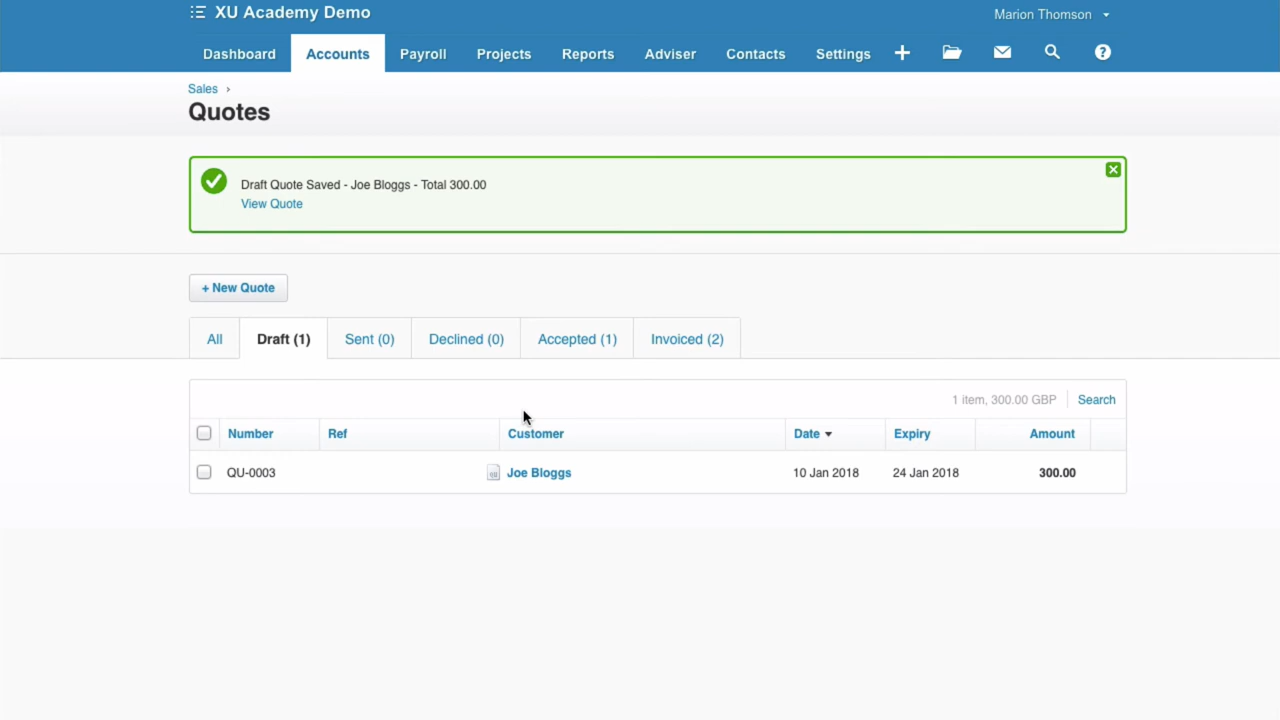 XU Academy Demo
Marion Thomson
Dashboard Accounts Payroll Projects Reports Adviser Contacts Settings
Sales ›
Quotes
Draft Quote Saved - Joe Bloggs - Total 300.00
View Quote
+ New Quote
All Draft (1) Sent (0) Declined (0) Accepted (1) Invoiced (2)
1 item, 300.00 GBP Search
Number Ref Customer Date Expiry Amount
QU-0003 Joe Bloggs 10 Jan 2018 24 Jan 2018 300.00